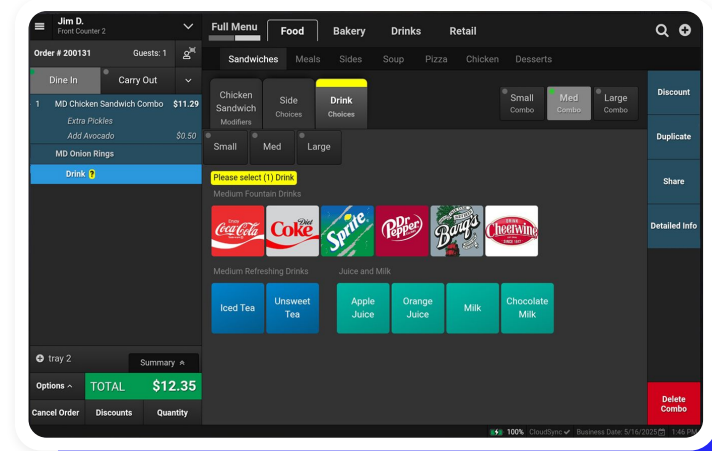 Jim D.
Front Counter 2
Full Menu
Food
Bakery
Drinks
Retail
Order # 200131
Guests: 1
Sandwiches
Meals
Sides
Soup
Pizza
Chicken
Desserts
Dine In
Carry Out
1 MD Chicken Sandwich Combo $11.29
Extra Pickles
Add Avocado $0.50
MD Onion Rings
Drink ?
Chicken
Sandwich
Modifiers
Side
Choices
Drink
Choices
Small
Combo
Med
Combo
Large
Combo
Small
Med
Large
Please select (1) Drink
Medium Fountain Drinks
Enjoy
Coca-Cola
Diet
Coke
Sprite
Dr Pepper
Barq's
DRINK
Cheerwine
SINCE 1917
Medium Refreshing Drinks
Juice and Milk
Iced Tea
Unsweet
Tea
Apple
Juice
Orange
Juice
Milk
Chocolate
Milk
Discount
Duplicate
Share
Detailed Info
Delete
Combo
tray 2
Summary
Options
TOTAL $12.35
Cancel Order
Discounts
Quantity
100% CloudSync Business Date: 5/16/2025 1:46 PM